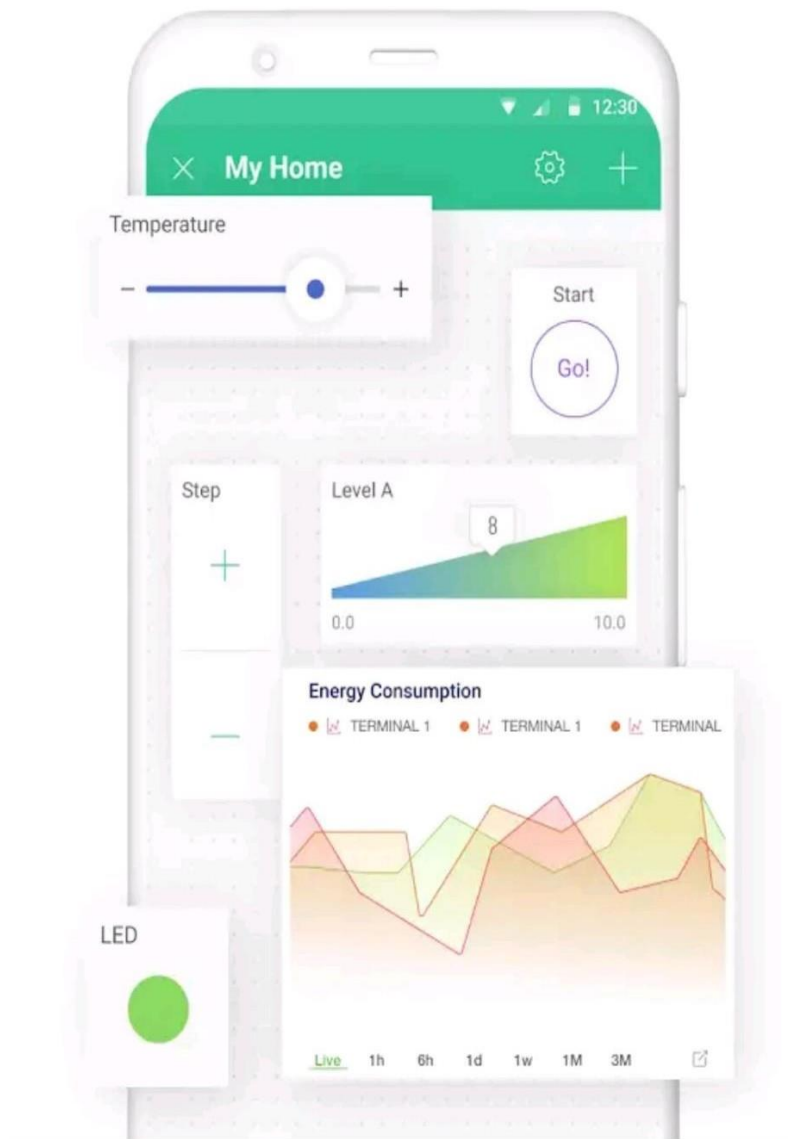 12:30
My Home
Temperature
− +
Start
Go!
Step
+
−
Level A
8
0.0 10.0
Energy Consumption
TERMINAL 1 TERMINAL 1 TERMINAL
LED
Live 1h 6h 1d 1w 1M 3M